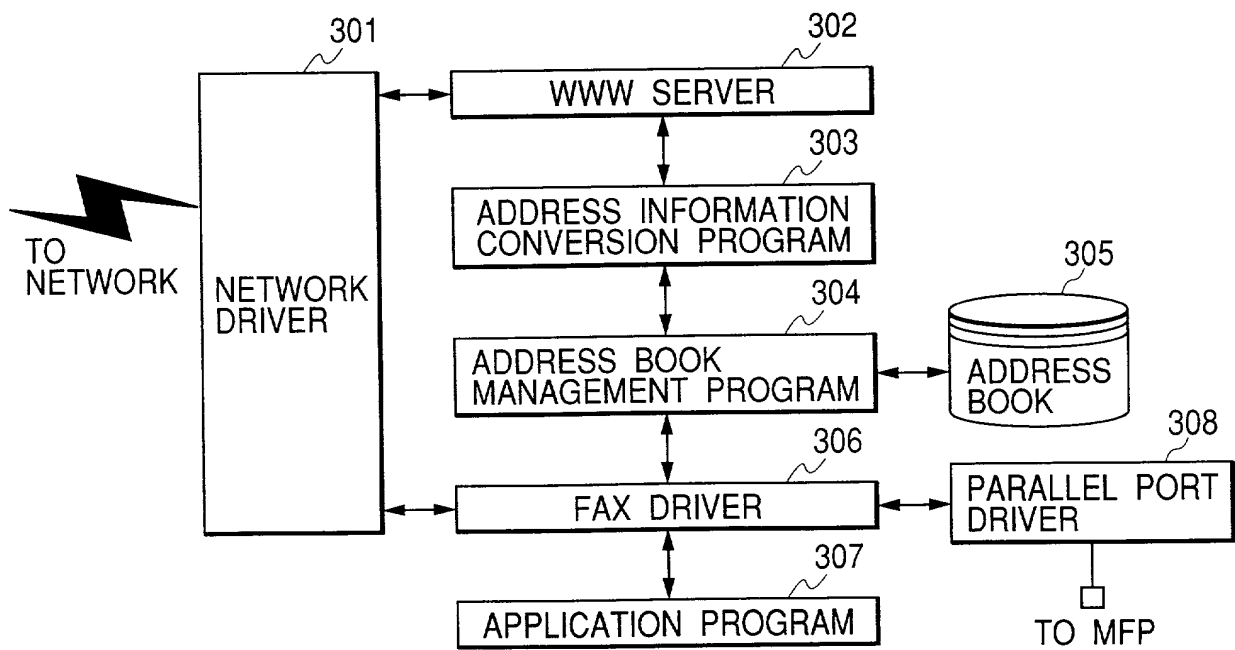 301
302
WWW SERVER
303
ADDRESS INFORMATION
CONVERSION PROGRAM
TO
NETWORK
NETWORK
DRIVER
304
ADDRESS BOOK
MANAGEMENT PROGRAM
305
ADDRESS
BOOK
306
FAX DRIVER
308
PARALLEL PORT
DRIVER
307
APPLICATION PROGRAM
TO MFP